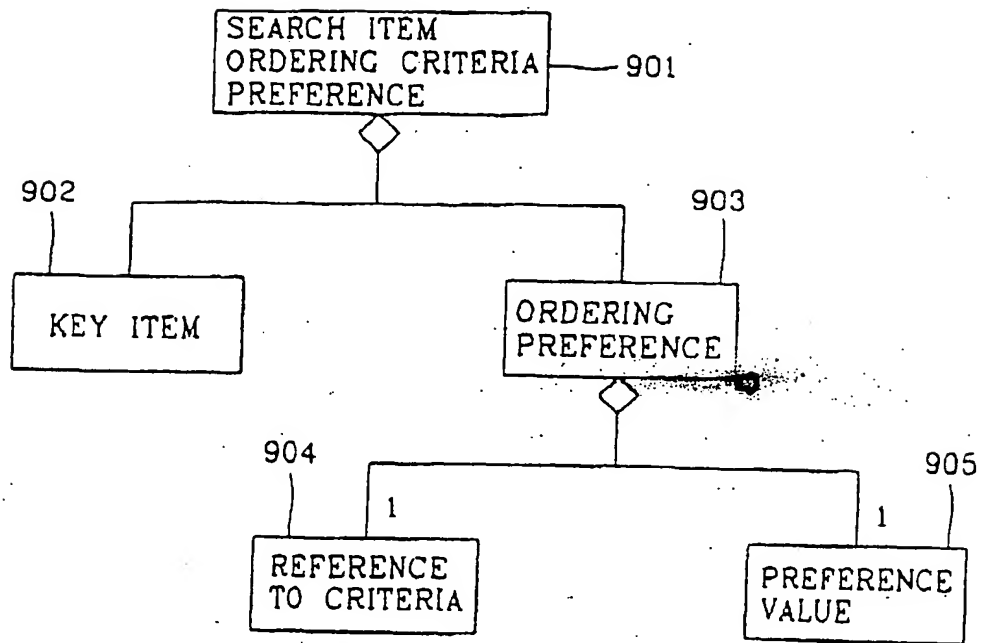 SEARCH ITEM
ORDERING CRITERIA
PREFERENCE
901
902
903
KEY ITEM
ORDERING
PREFERENCE
904
905
1
1
REFERENCE
TO CRITERIA
PREFERENCE
VALUE